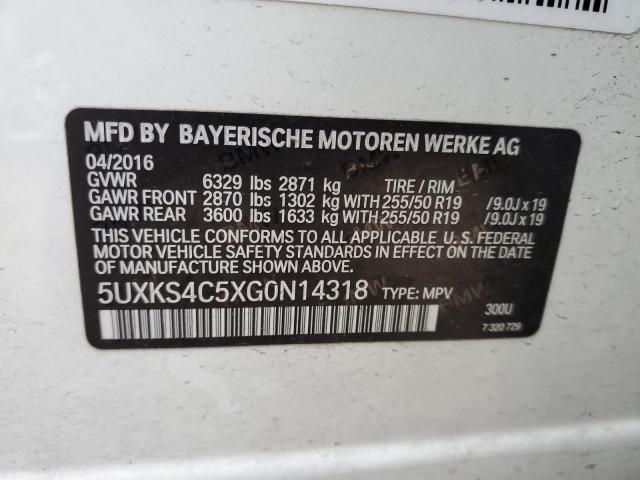 MFD BY BAYERISCHE MOTOREN WERKE AG
04/2016
GVWR 6329 lbs 2871 kg TIRE / RIM
GAWR FRONT 2870 lbs 1302 kg WITH 255/50 R19 /9.0J x 19
GAWR REAR 3600 lbs 1633 kg WITH 255/50 R19 /9.0J x 19
THIS VEHICLE CONFORMS TO ALL APPLICABLE U.S. FEDERAL
MOTOR VEHICLE SAFETY STANDARDS IN EFFECT ON THE DATE
OF MANUFACTURE SHOWN ABOVE.
5UXKS4C5XG0N14318 TYPE: MPV
300U
7 320 729